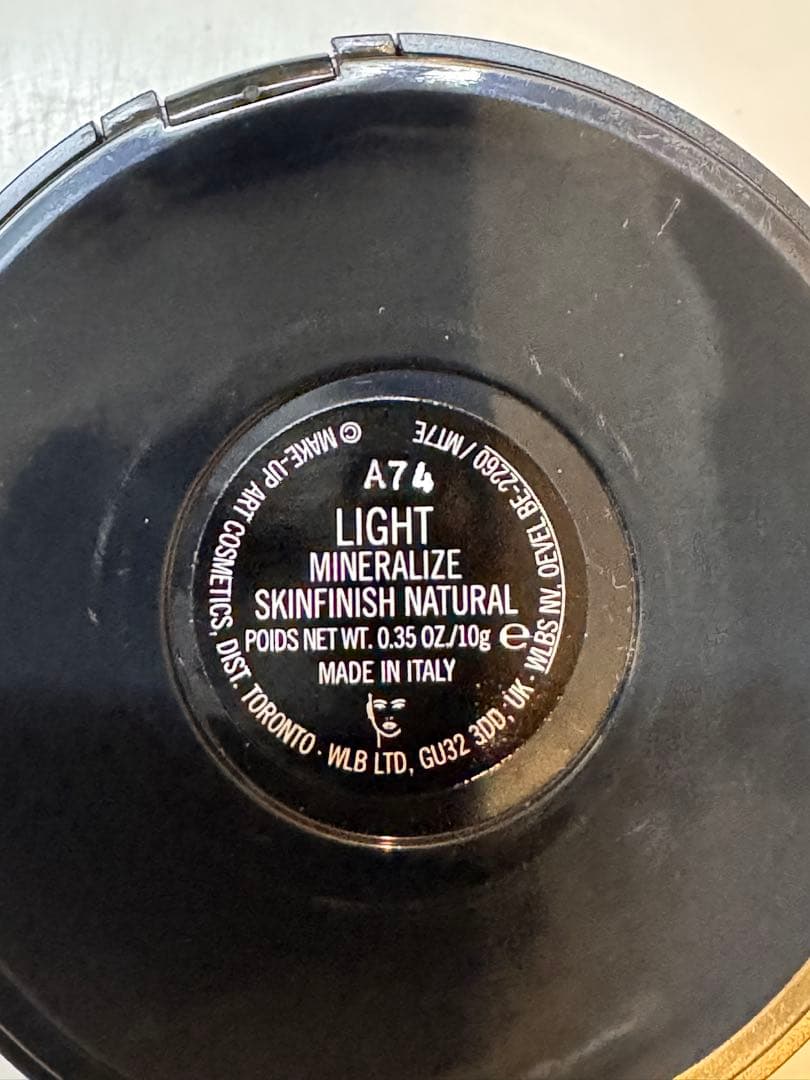 A74
LIGHT
MINERALIZE
SKINFINISH NATURAL
POIDS NET WT. 0.35 OZ./10g ℮
MADE IN ITALY
© MAKE-UP ART COSMETICS, DIST. TORONTO · WLB LTD, GU32 3DD, UK · WLBS NV, OEVEL BE-2260 / MT7E